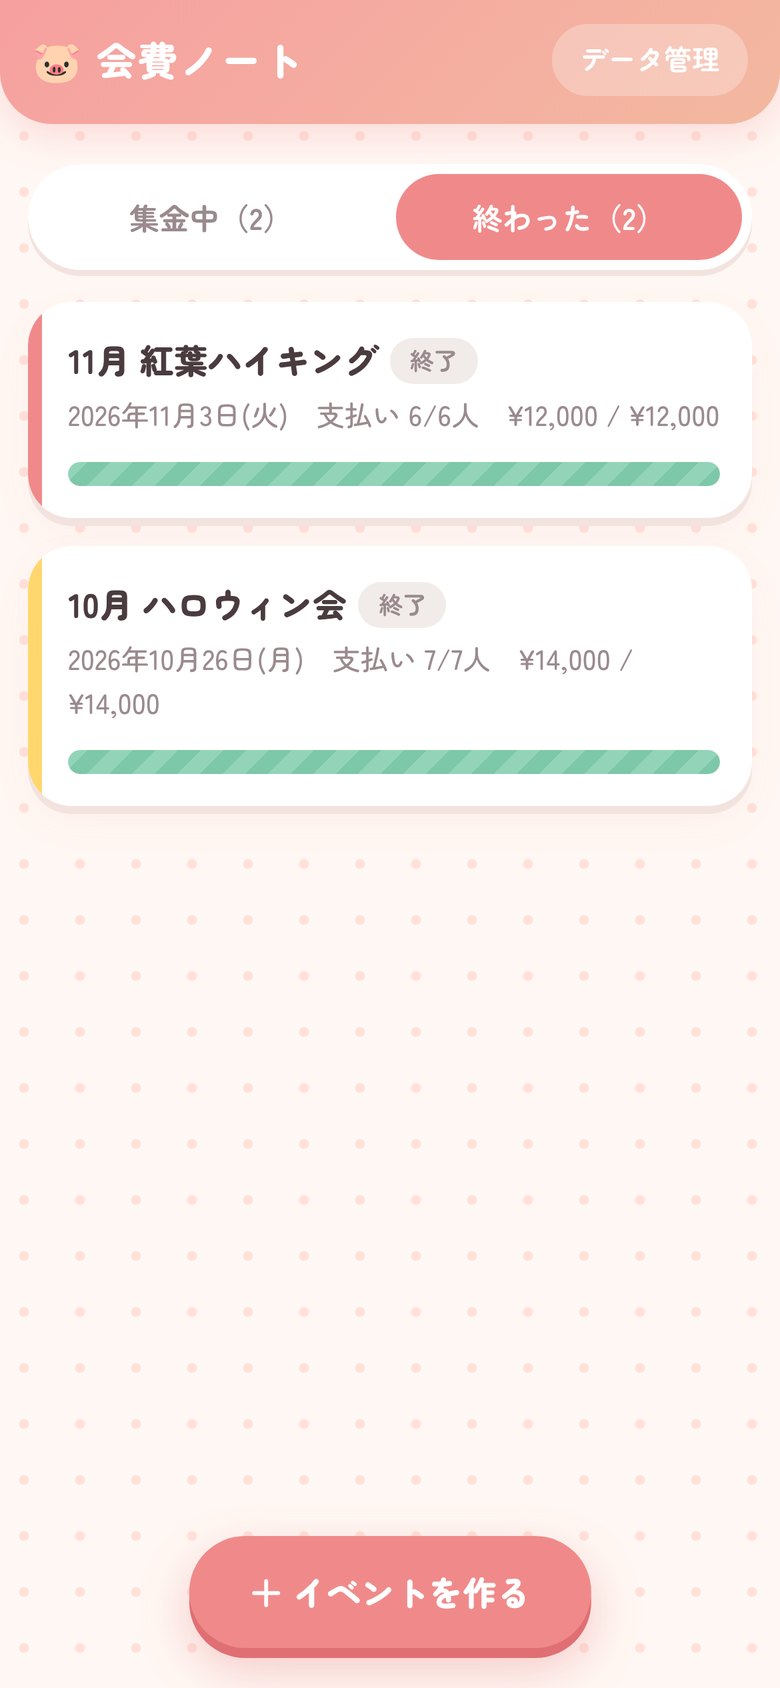 会費ノート
データ管理
集金中（2）
終わった（2）
11月 紅葉ハイキング 終了
2026年11月3日(火) 支払い 6/6人 ¥12,000 / ¥12,000
10月 ハロウィン会 終了
2026年10月26日(月) 支払い 7/7人 ¥14,000 /
¥14,000
＋ イベントを作る